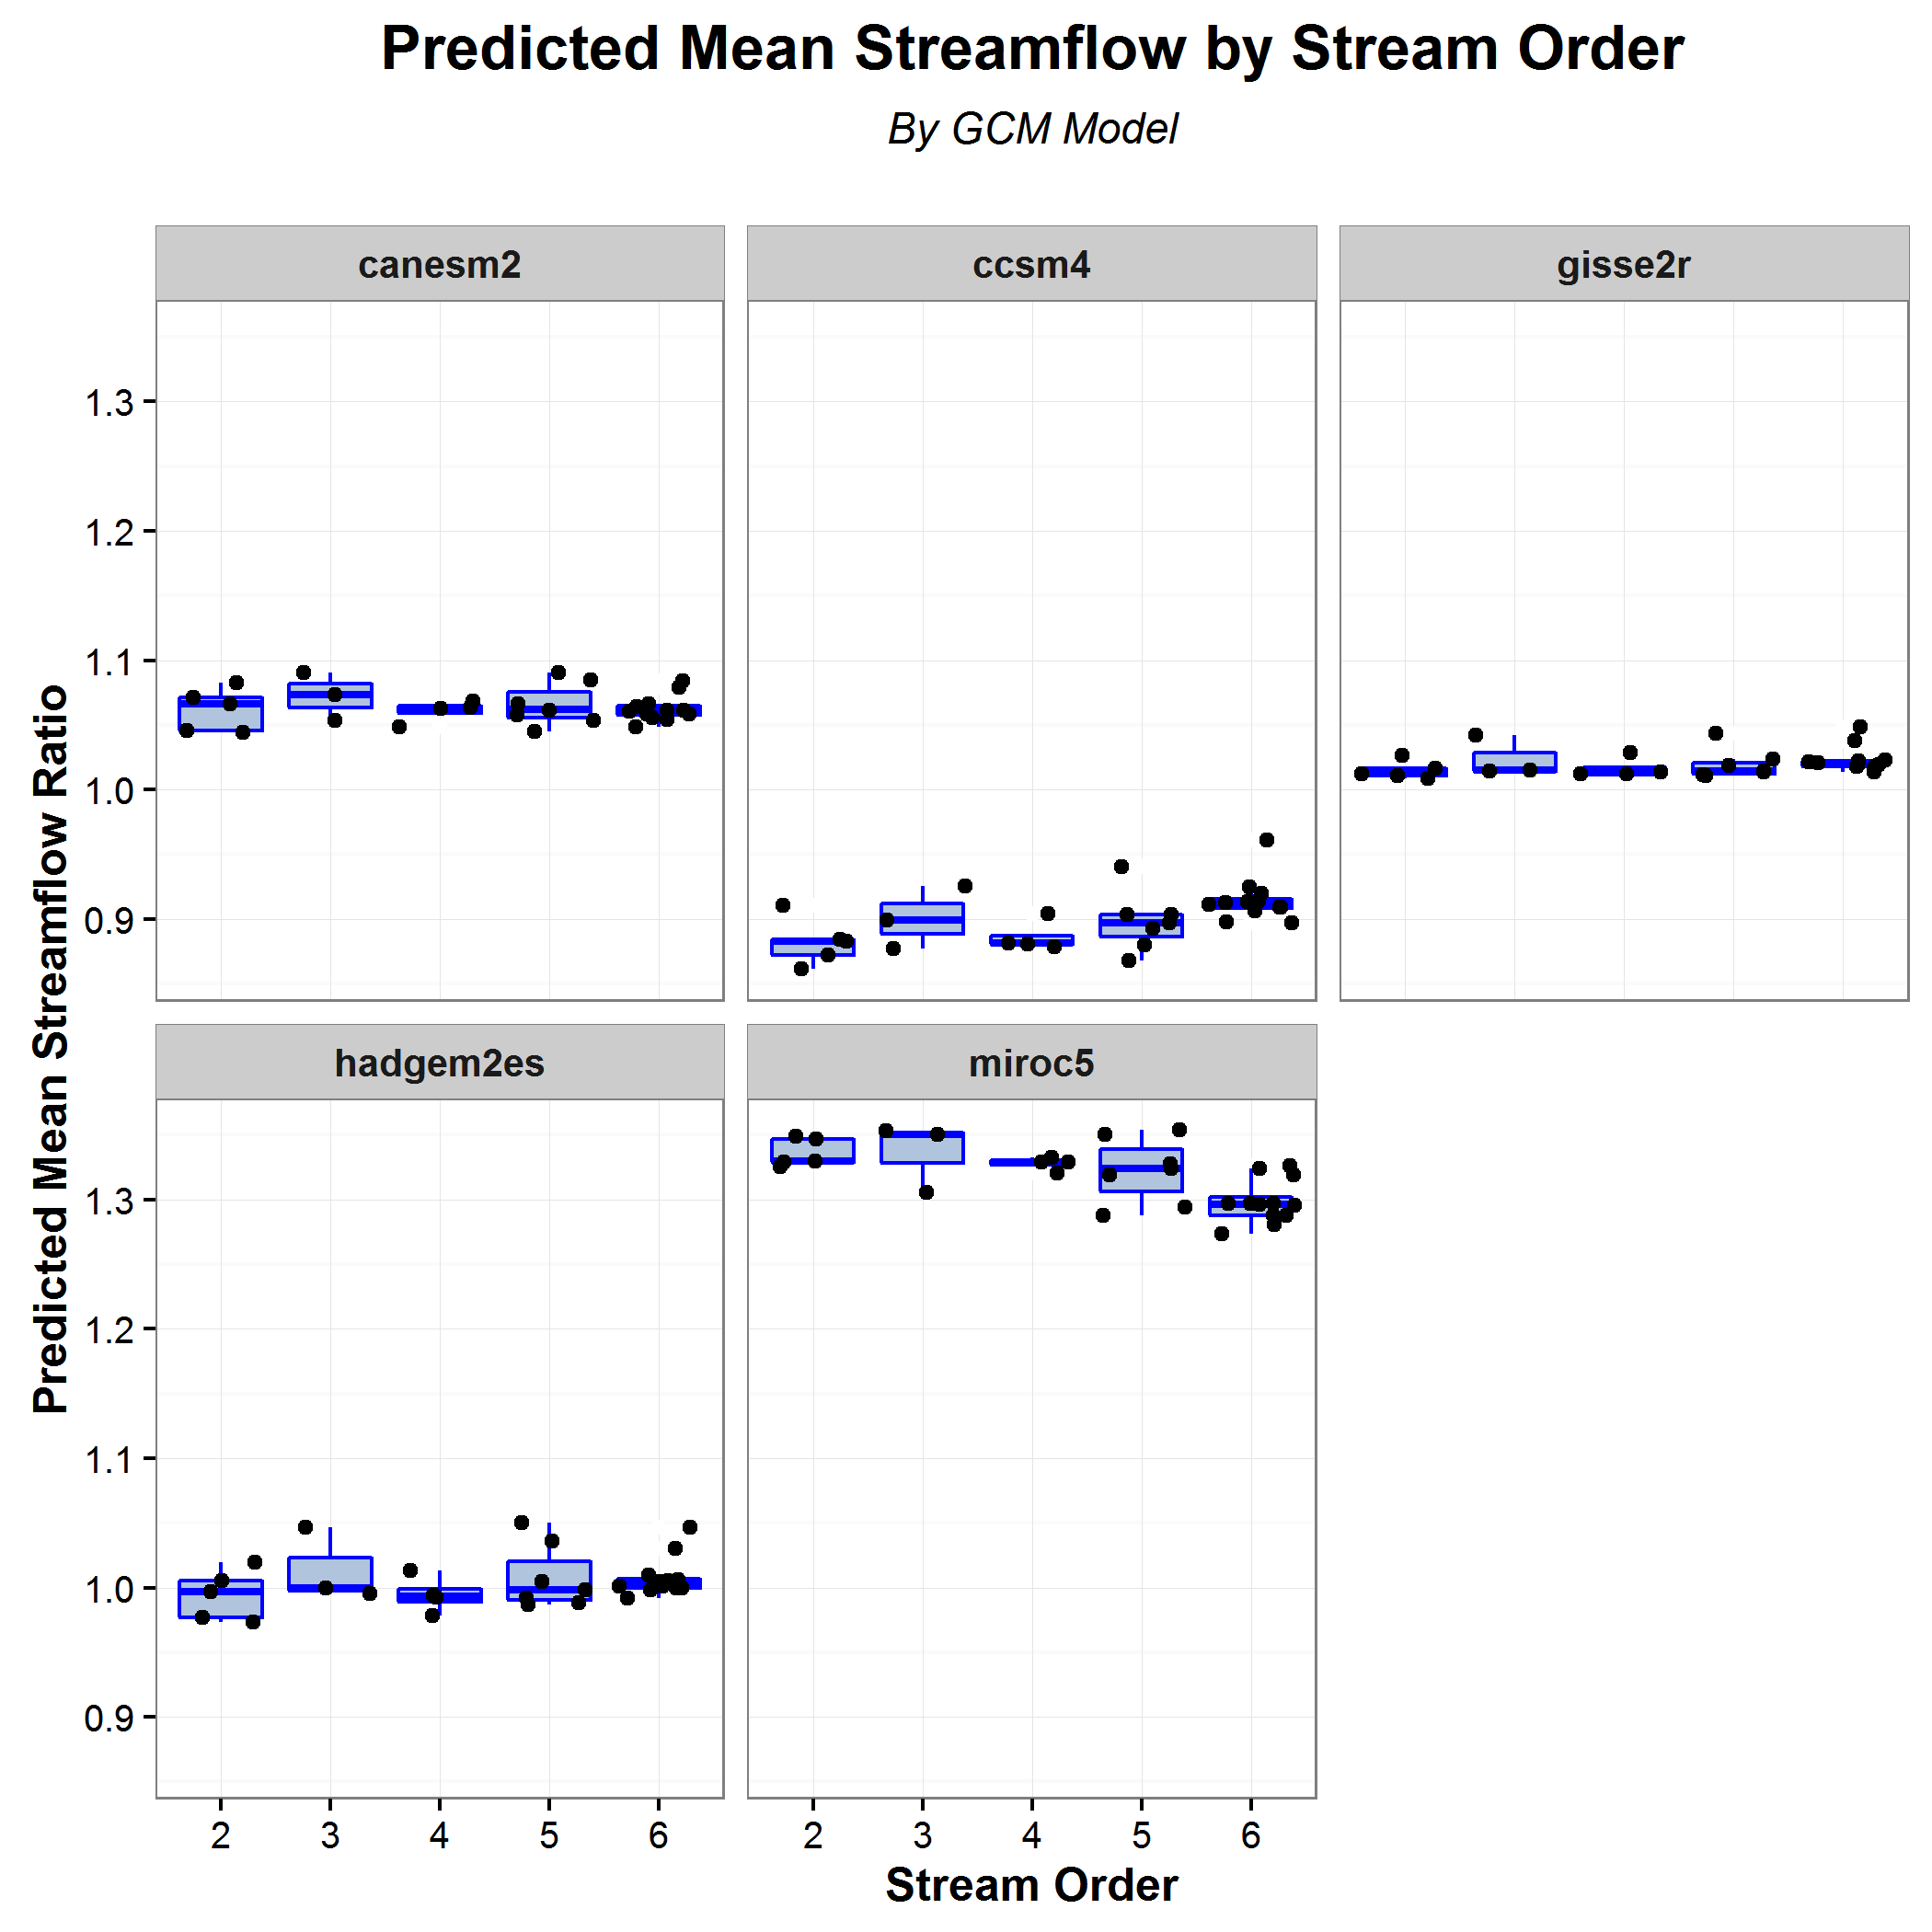 Predicted Mean Streamflow by Stream Order
By GCM Model
canesm2
ccsm4
gisse2r
1.3
1.2
1.1
1.0
0.9
hadgem2es
miroc5
1.3
1.2
1.1
1.0
0.9
Predicted Mean Streamflow Ratio
2 3 4 5 6
2 3 4 5 6
Stream Order